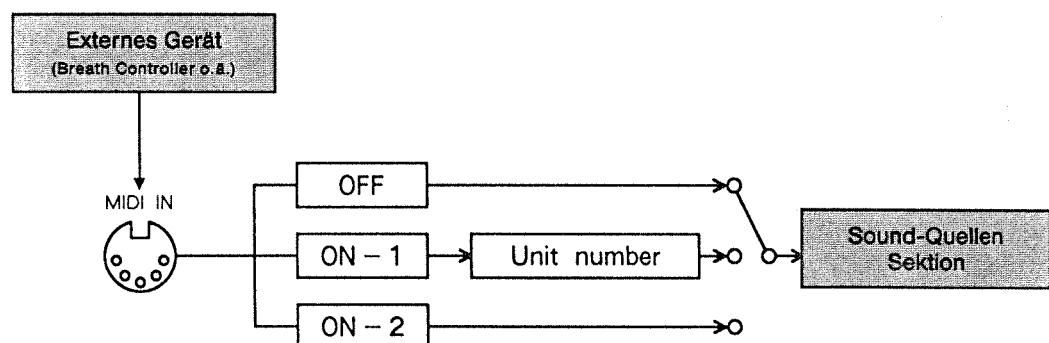 Externes Gerät
(Breath Controller o.ä.)
MIDI IN
OFF
ON - 1
Unit number
ON - 2
Sound-Quellen
Sektion